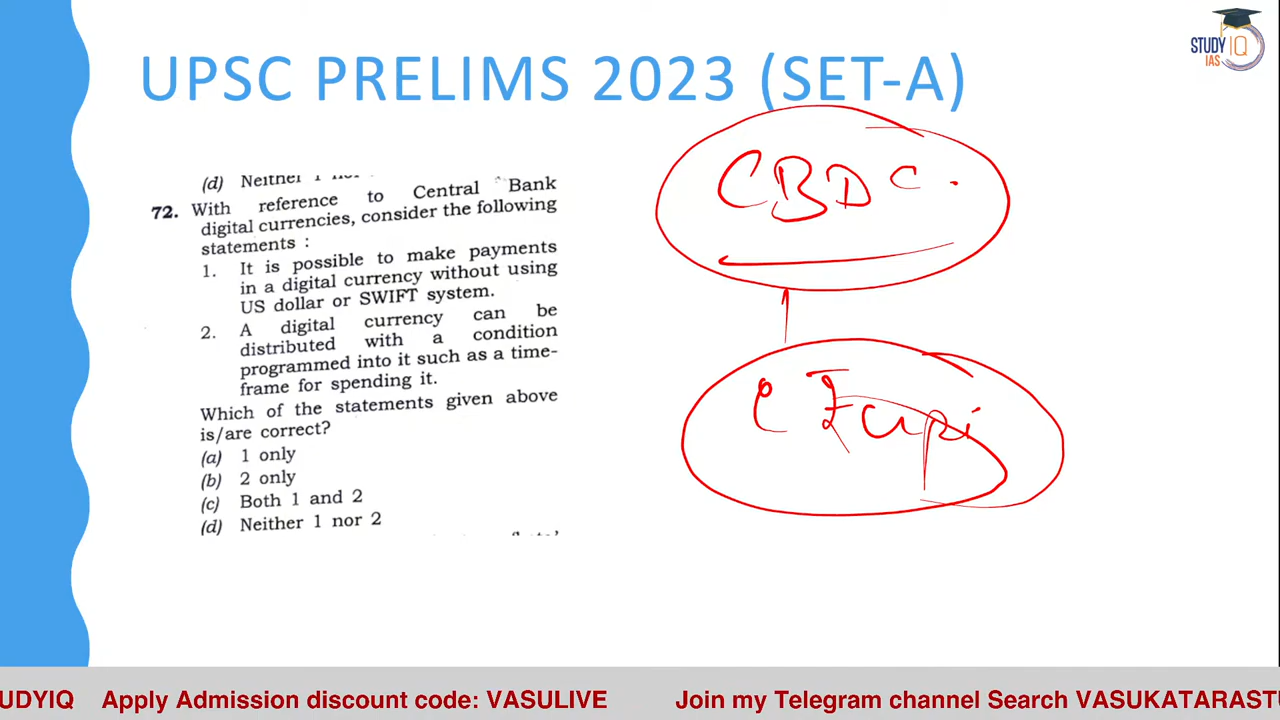 STUDY IQ
IAS
UPSC PRELIMS 2023 (SET-A)
(d) Neither 1
72. With reference to Central Bank
digital currencies, consider the following
statements :
1. It is possible to make payments
in a digital currency without using
US dollar or SWIFT system.
2. A digital currency can be
distributed with a condition
programmed into it such as a time-
frame for spending it.
Which of the statements given above
is/are correct?
(a) 1 only
(b) 2 only
(c) Both 1 and 2
(d) Neither 1 nor 2
CBDC.
UDYIQ Apply Admission discount code: VASULIVE Join my Telegram channel Search VASUKATARAST